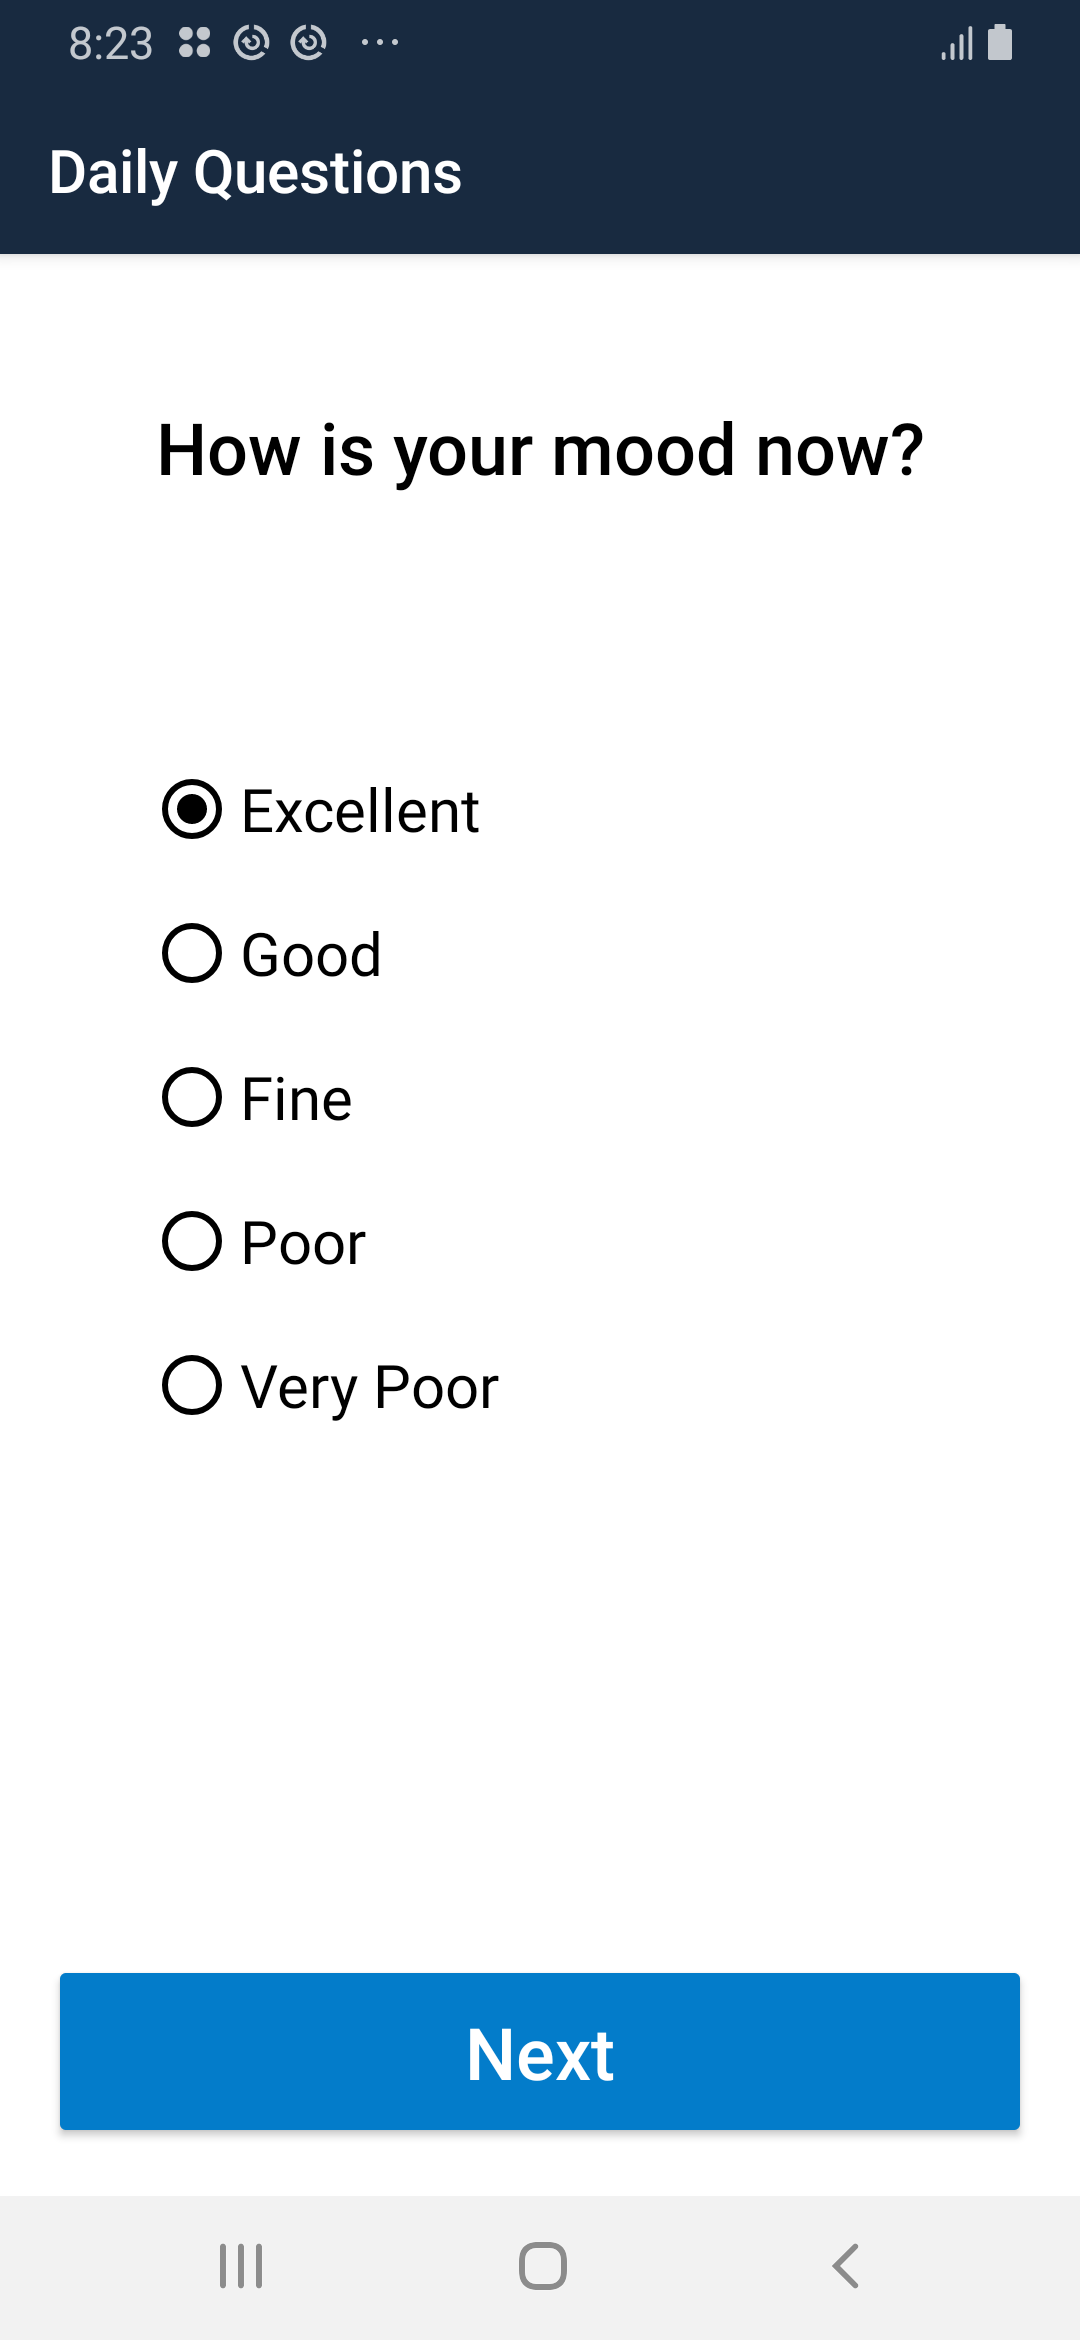 8:23
Daily Questions
How is your mood now?
Excellent
Good
Fine
Poor
Very Poor
Next